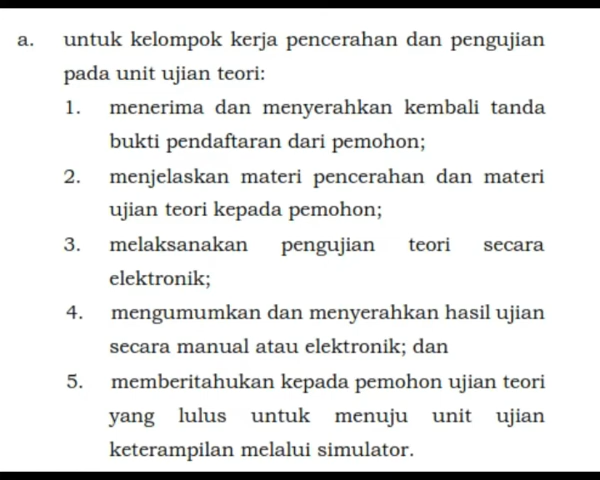 a. untuk kelompok kerja pencerahan dan pengujian
pada unit ujian teori:
1. menerima dan menyerahkan kembali tanda
bukti pendaftaran dari pemohon;
2. menjelaskan materi pencerahan dan materi
ujian teori kepada pemohon;
3. melaksanakan pengujian teori secara
elektronik;
4. mengumumkan dan menyerahkan hasil ujian
secara manual atau elektronik; dan
5. memberitahukan kepada pemohon ujian teori
yang lulus untuk menuju unit ujian
keterampilan melalui simulator.